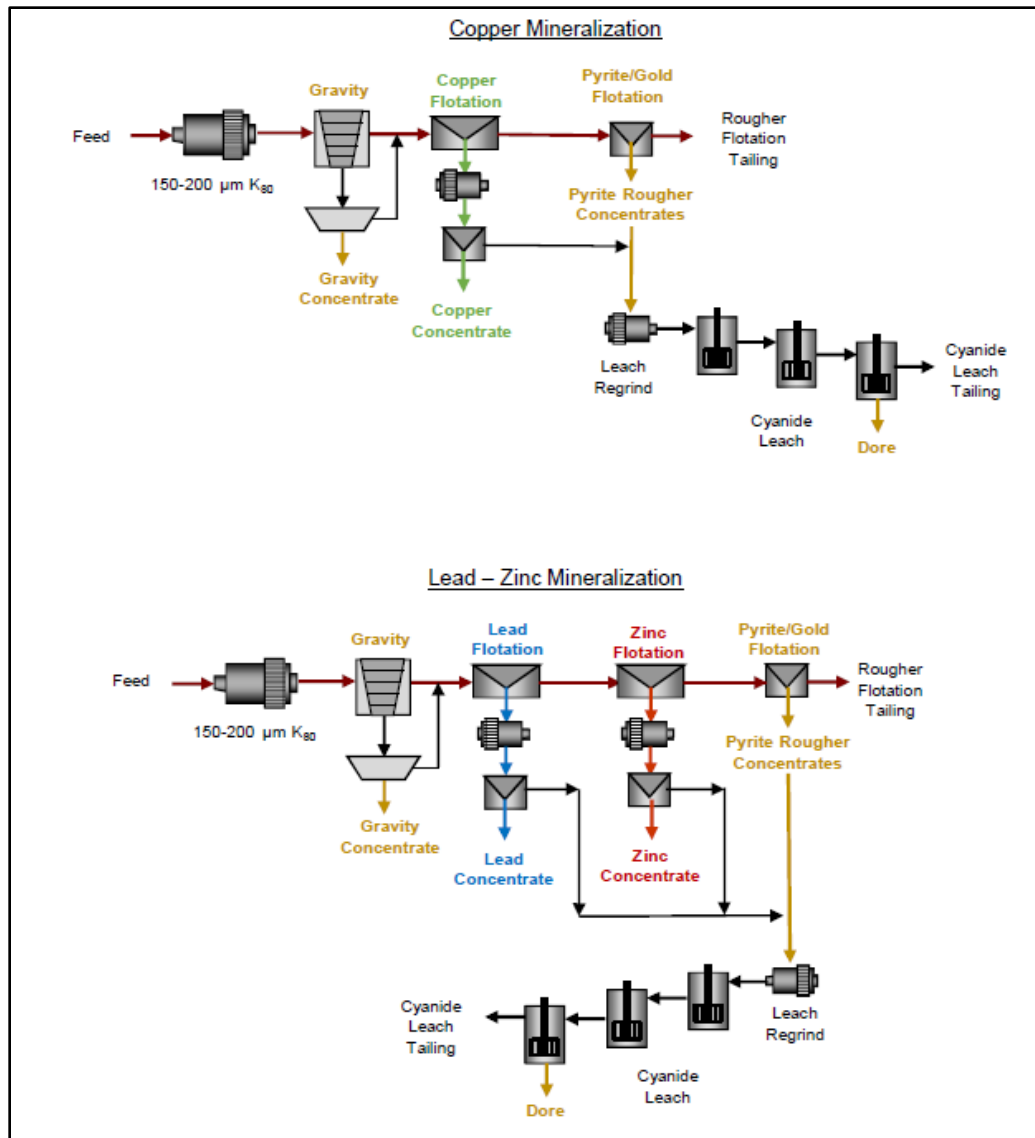 Copper Mineralization
Gravity
Copper
Flotation
Pyrite/Gold
Flotation
Feed
Rougher
Flotation
Tailing
150-200 µm K80
Pyrite Rougher
Concentrates
Gravity
Concentrate
Copper
Concentrate
Leach
Regrind
Cyanide
Leach
Cyanide
Leach
Tailing
Dore
Lead – Zinc Mineralization
Gravity
Lead
Flotation
Zinc
Flotation
Pyrite/Gold
Flotation
Feed
Rougher
Flotation
Tailing
150-200 µm K80
Pyrite Rougher
Concentrates
Gravity
Concentrate
Lead
Concentrate
Zinc
Concentrate
Cyanide
Leach
Tailing
Leach
Regrind
Cyanide
Leach
Dore